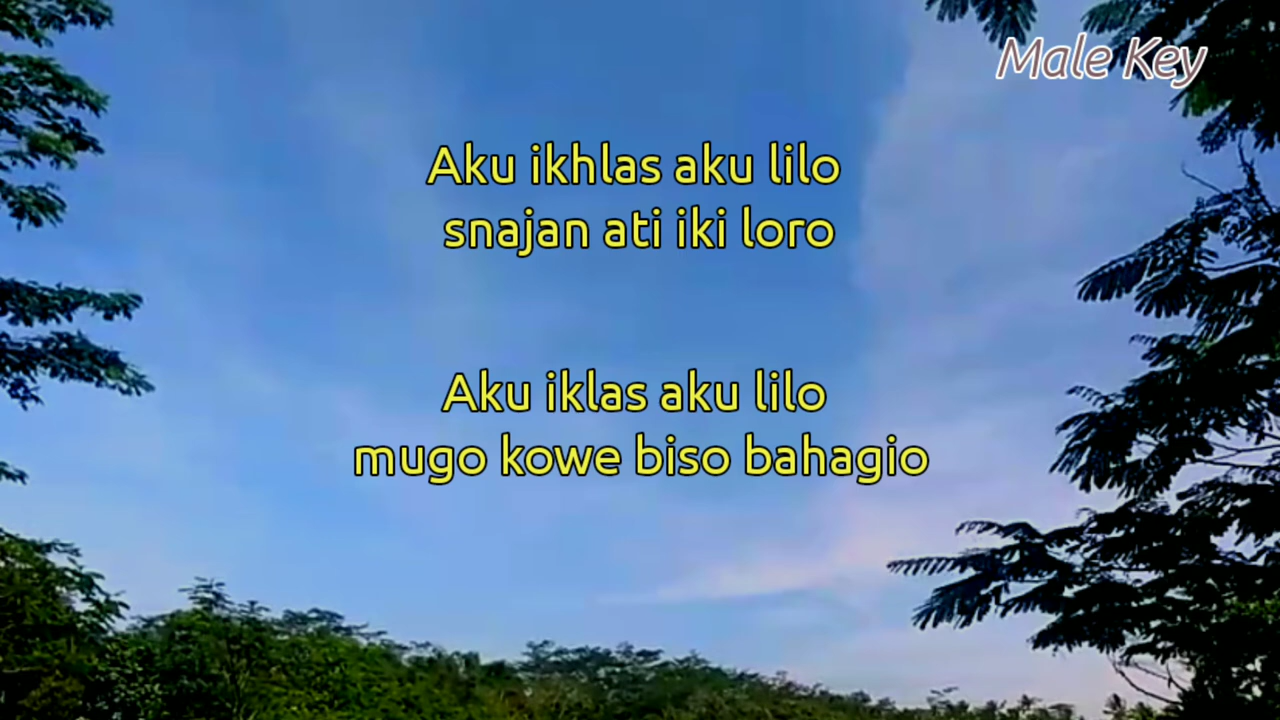 Male Key
Aku ikhlas aku lilo
snajan ati iki loro
Aku iklas aku lilo
mugo kowe biso bahagio